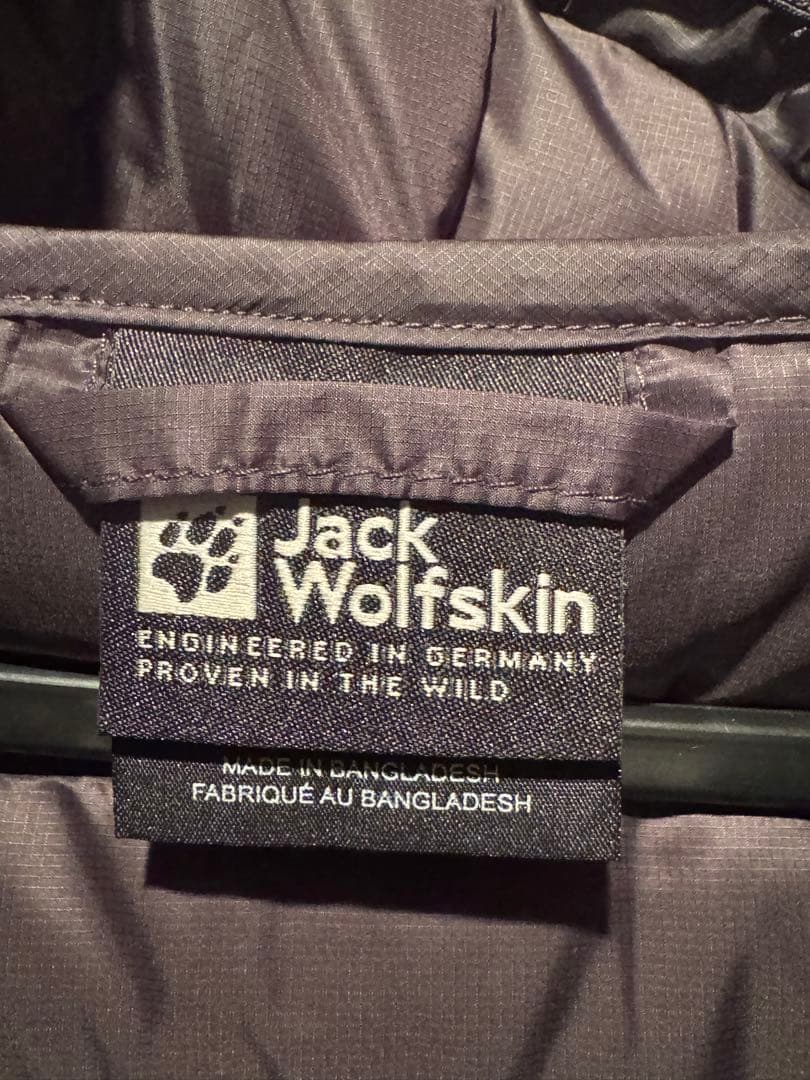 Jack
Wolfskin
ENGINEERED IN GERMANY
PROVEN IN THE WILD
MADE IN BANGLADESH
FABRIQUÉ AU BANGLADESH